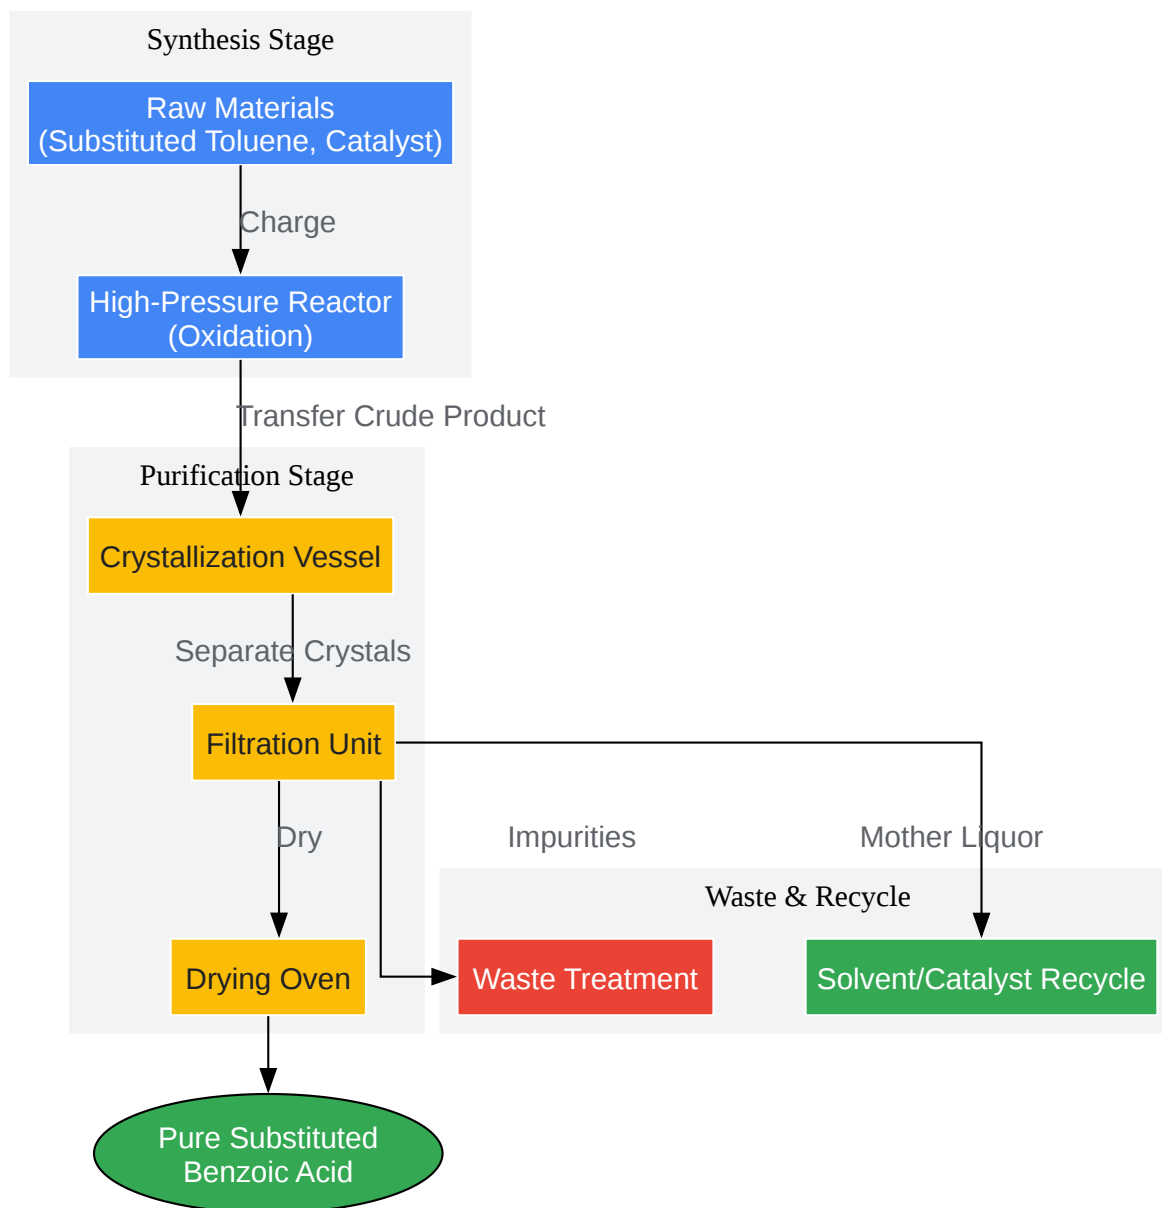 Synthesis Stage
Raw Materials
(Substituted Toluene, Catalyst)
Charge
High-Pressure Reactor
(Oxidation)
Transfer Crude Product
Purification Stage
Crystallization Vessel
Separate Crystals
Filtration Unit
Dry
Impurities
Mother Liquor
Waste & Recycle
Drying Oven
Waste Treatment
Solvent/Catalyst Recycle
Pure Substituted
Benzoic Acid